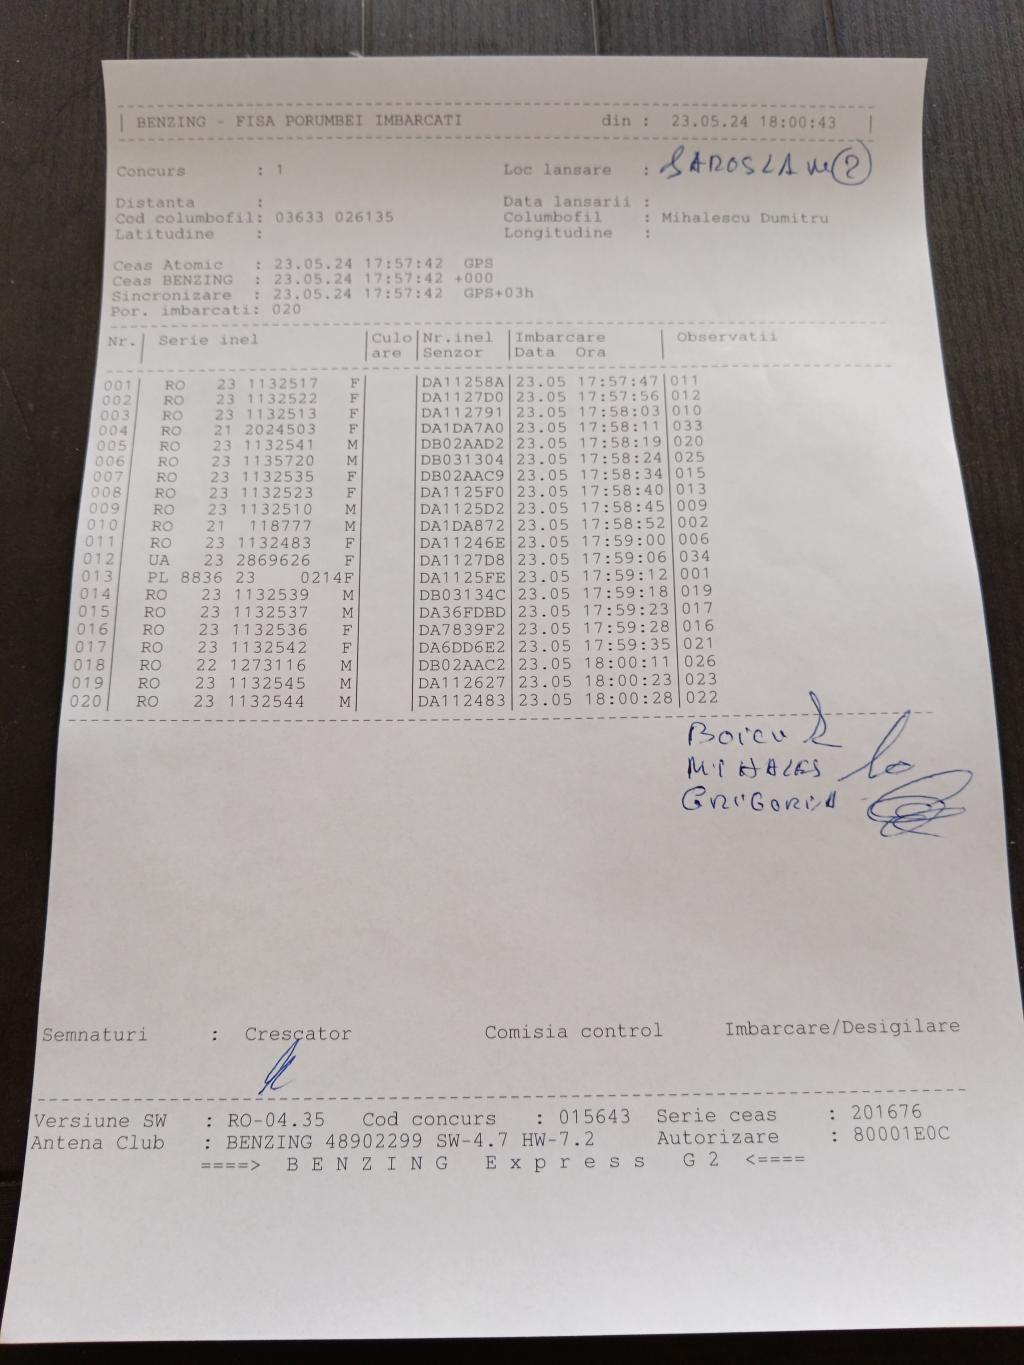 BENZING - FISA PORUMBEI IMBARCATI din : 23.05.24 18:00:43
Concurs : 1 Loc lansare :
Distanta : Data lansarii :
Cod columbofil: 03633 026135 Columbofil : Mihalescu Dumitru
Latitudine : Longitudine :
Ceas Atomic : 23.05.24 17:57:42 GPS
Ceas BENZING : 23.05.24 17:57:42 +000
Sincronizare : 23.05.24 17:57:42 GPS+03h
Por. imbarcati: 020
Nr. | Serie inel | Culo | Nr.inel | Imbarcare | Observatii
are | Senzor | Data Ora
001 | RO 23 1132517 F | DA11258A | 23.05 17:57:47 | 011
002 | RO 23 1132522 F | DA1127D0 | 23.05 17:57:56 | 012
003 | RO 23 1132513 F | DA112791 | 23.05 17:58:03 | 010
004 | RO 21 2024503 F | DA1DA7A0 | 23.05 17:58:11 | 033
005 | RO 23 1132541 M | DB02AAD2 | 23.05 17:58:19 | 020
006 | RO 23 1135720 M | DB031304 | 23.05 17:58:24 | 025
007 | RO 23 1132535 F | DB02AAC9 | 23.05 17:58:34 | 015
008 | RO 23 1132523 F | DA1125F0 | 23.05 17:58:40 | 013
009 | RO 23 1132510 M | DA1125D2 | 23.05 17:58:45 | 009
010 | RO 21 118777 M | DA1DA872 | 23.05 17:58:52 | 002
011 | RO 23 1132483 F | DA11246E | 23.05 17:59:00 | 006
012 | UA 23 2869626 F | DA1127D8 | 23.05 17:59:06 | 034
013 | PL 8836 23 0214F | DA1125FE | 23.05 17:59:12 | 001
014 | RO 23 1132539 M | DB03134C | 23.05 17:59:18 | 019
015 | RO 23 1132537 M | DA36FDBD | 23.05 17:59:23 | 017
016 | RO 23 1132536 F | DA7839F2 | 23.05 17:59:28 | 016
017 | RO 23 1132542 F | DA6DD6E2 | 23.05 17:59:35 | 021
018 | RO 22 1273116 M | DB02AAC2 | 23.05 18:00:11 | 026
019 | RO 23 1132545 M | DA112627 | 23.05 18:00:23 | 023
020 | RO 23 1132544 M | DA112483 | 23.05 18:00:28 | 022
BOICU
MIHALES
GRIGORIA
Semnaturi : Crescator Comisia control Imbarcare/Desigilare
Versiune SW : RO-04.35 Cod concurs : 015643 Serie ceas : 201676
Antena Club : BENZING 48902299 SW-4.7 HW-7.2 Autorizare : 80001E0C
====> B E N Z I N G E x p r e s s G 2 <====